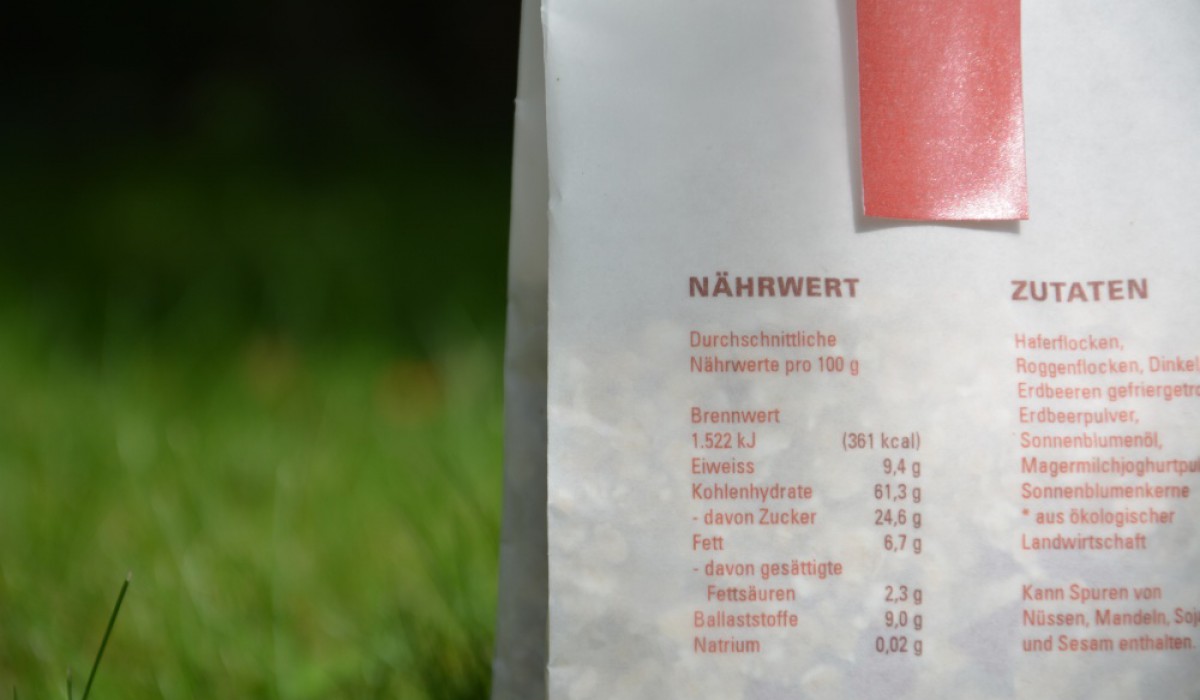 NÄHRWERT
Durchschnittliche
Nährwerte pro 100 g
Brennwert
1.522 kJ (361 kcal)
Eiweiss 9,4 g
Kohlenhydrate 61,3 g
- davon Zucker 24,6 g
Fett 6,7 g
- davon gesättigte
Fettsäuren 2,3 g
Ballaststoffe 9,0 g
Natrium 0,02 g
ZUTATEN
Haferflocken,
Roggenflocken,
Erdbeeren
Erdbeerpulver,
Sonnenblumenöl,
Sonnenblumenkerne
* aus ökologischer
Landwirtschaft
Kann Spuren von
Nüssen, Mandeln,
und Sesam enthalten.